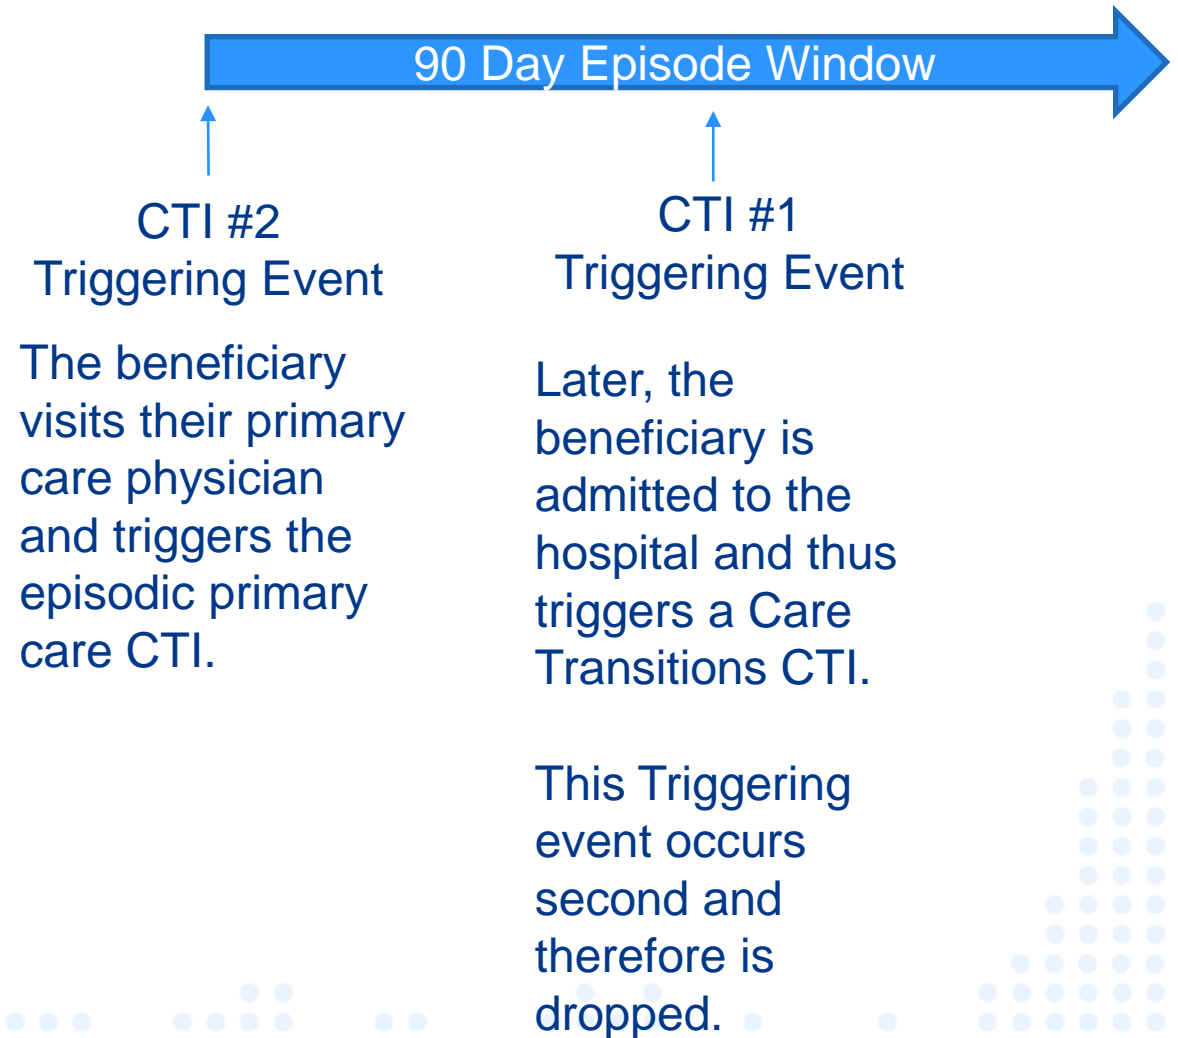 90 Day Episode Window
CTI #2
Triggering Event
The beneficiary
visits their primary
care physician
and triggers the
episodic primary
care CTI.
CTI #1
Triggering Event
Later, the
beneficiary is
admitted to the
hospital and thus
triggers a Care
Transitions CTI.
This Triggering
event occurs
second and
therefore is
dropped.